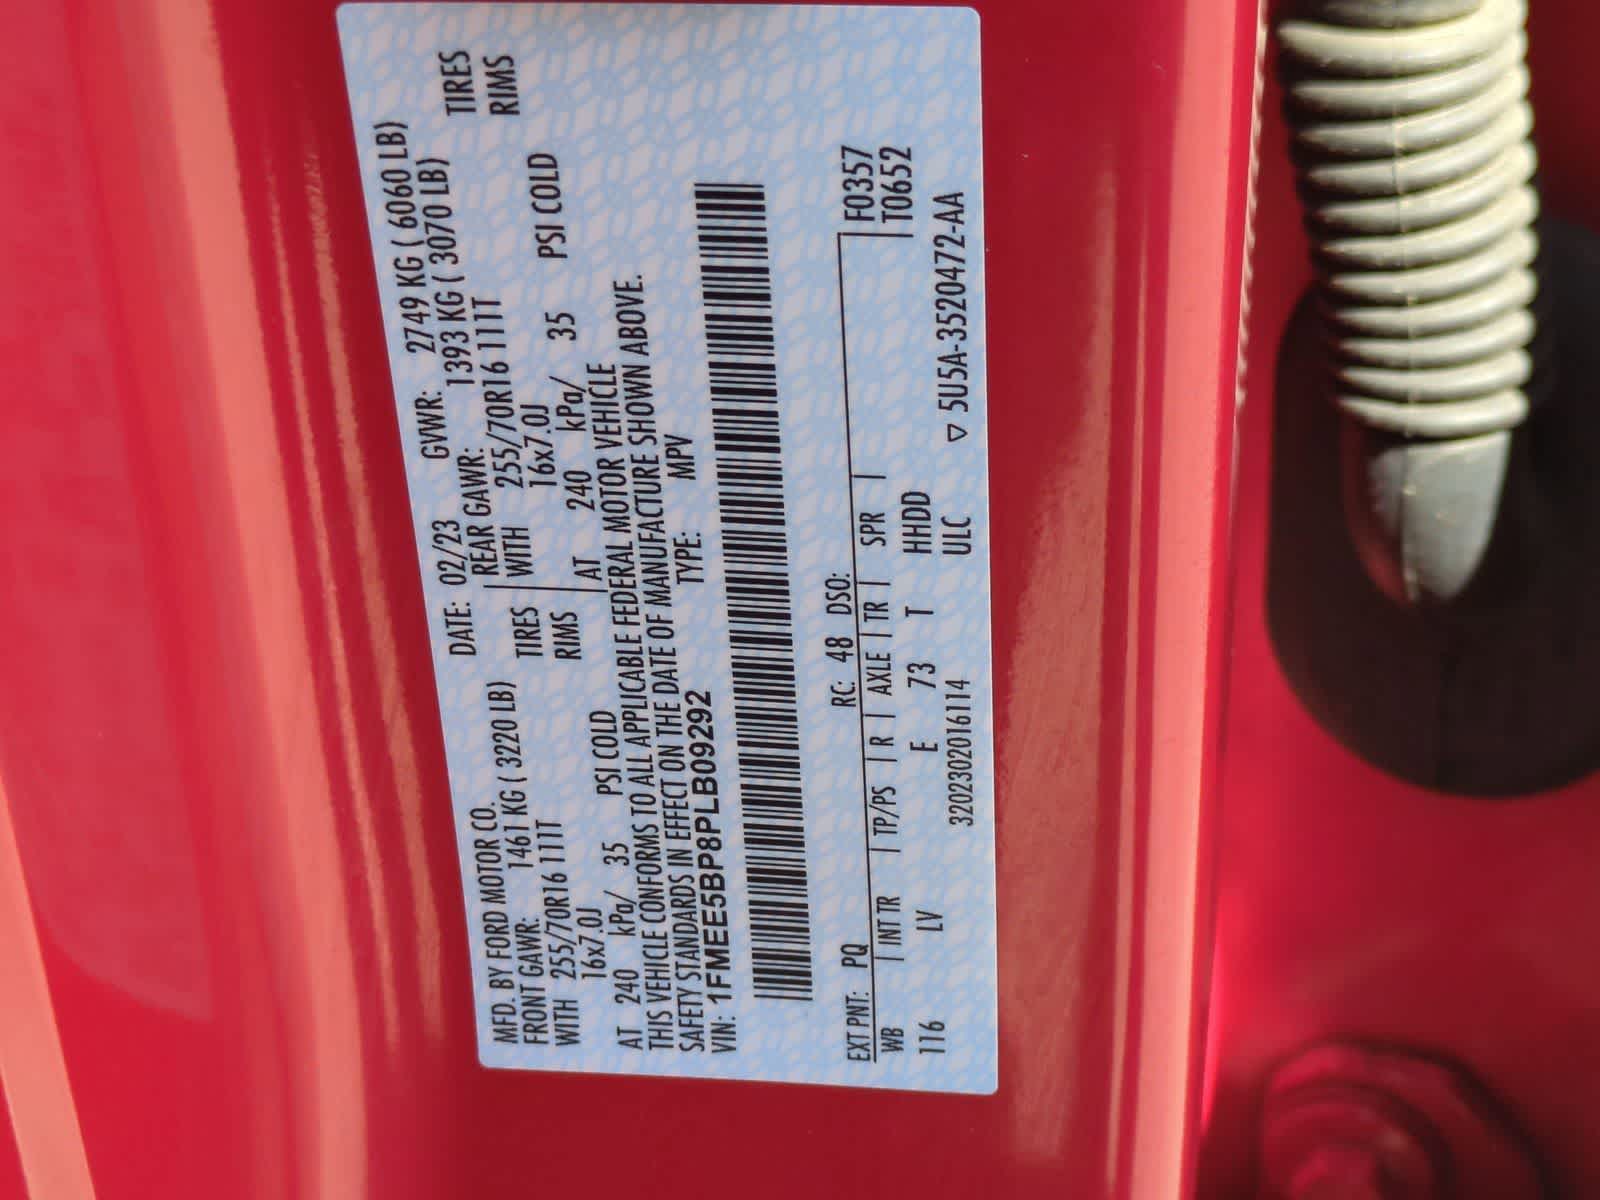 MFD. BY FORD MOTOR CO.
DATE: 02/23 GVWR: 2749 KG ( 6060 LB)
FRONT GAWR: 1461 KG ( 3220 LB) REAR GAWR: 1393 KG ( 3070 LB)
WITH 255/70R16 111T TIRES WITH 255/70R16 111T TIRES
16x7.0J RIMS 16x7.0J RIMS
AT 240 kPa/ 35 PSI COLD AT 240 kPa/ 35 PSI COLD
THIS VEHICLE CONFORMS TO ALL APPLICABLE FEDERAL MOTOR VEHICLE
SAFETY STANDARDS IN EFFECT ON THE DATE OF MANUFACTURE SHOWN ABOVE.
VIN: 1FMEE5BP8PLB09292 TYPE: MPV
EXT PNT: PQ RC: 48 DSO: F0357
WB INT TR TP/PS R AXLE TR SPR T0652
116 LV E 73 T HHDD
3202302016114 ULC ▽ 5U5A-3520472-AA